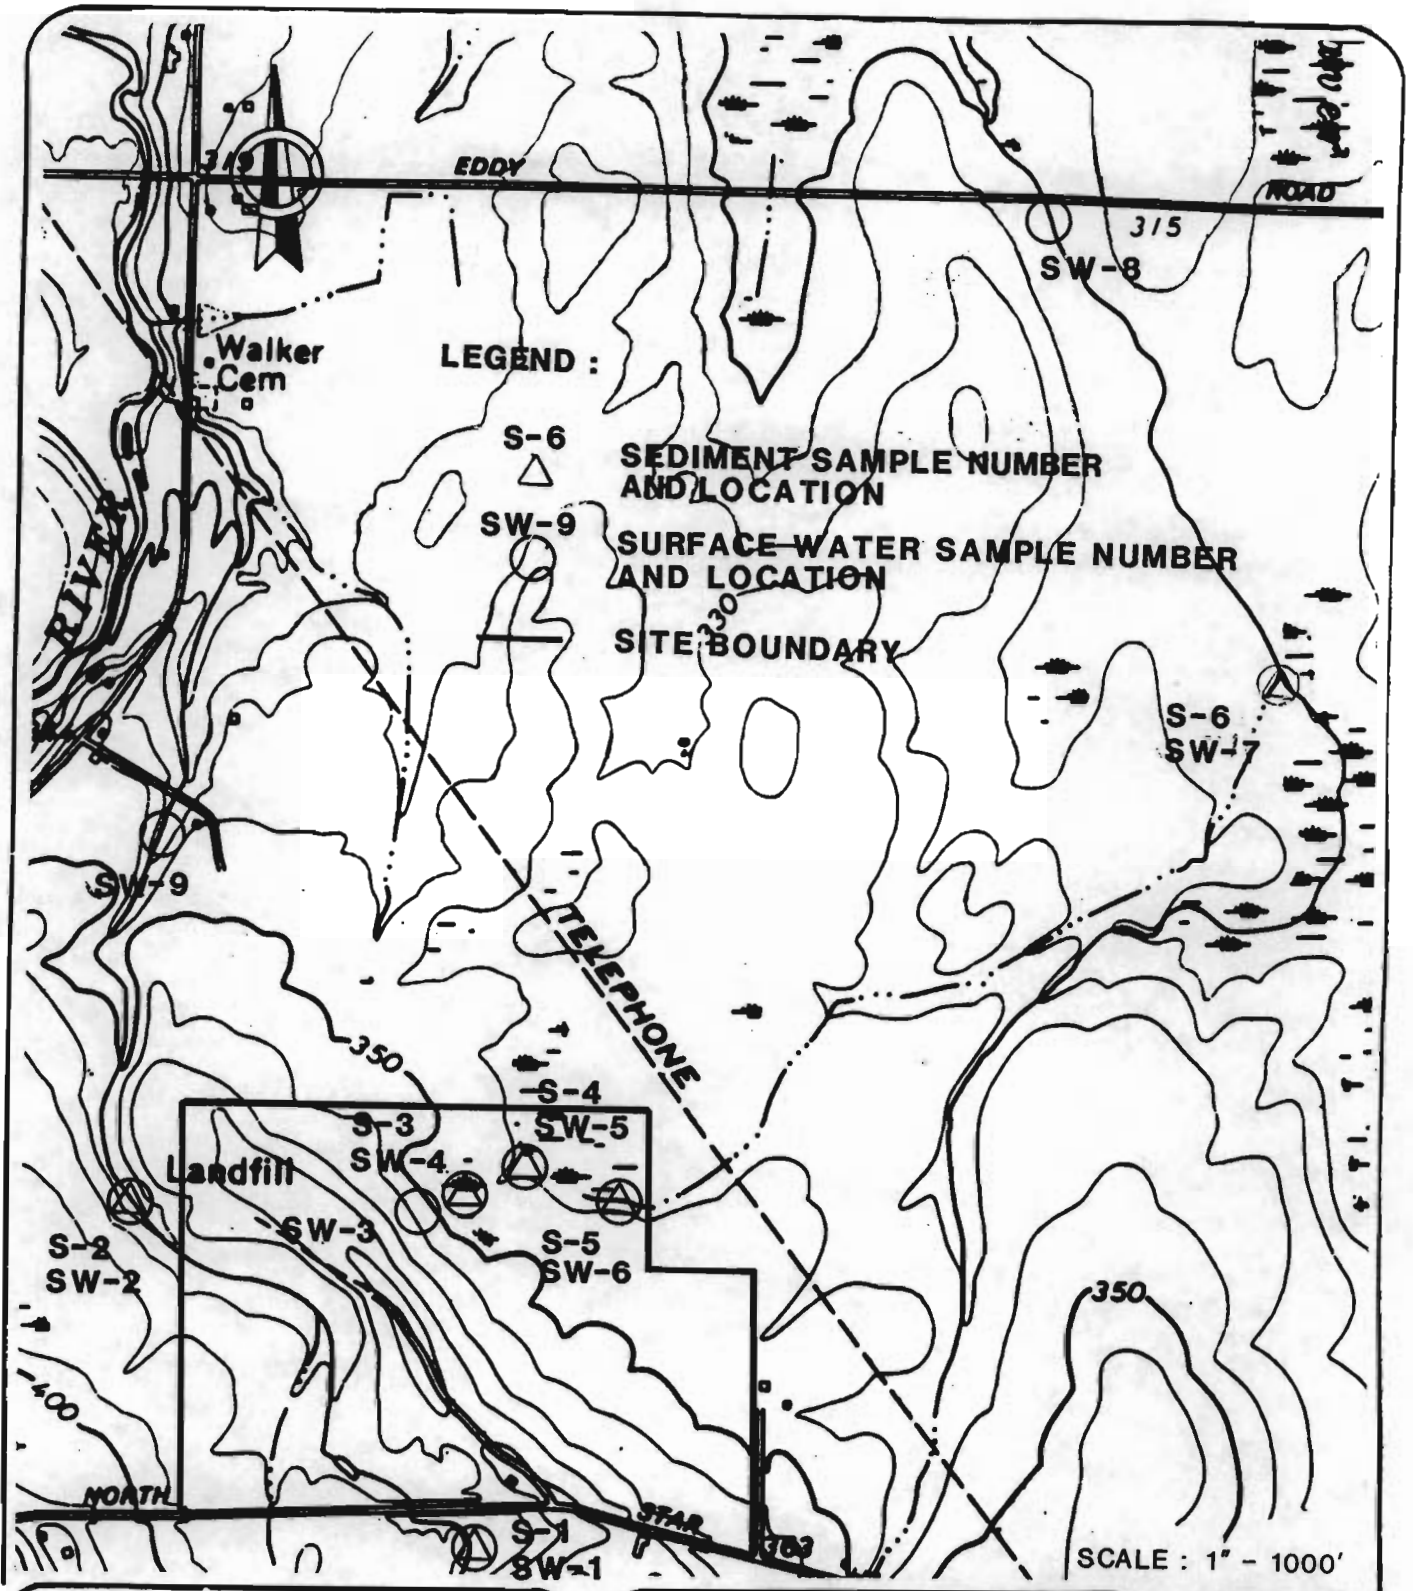 319
EDDY
ROAD
315
SW-8
Walker
Cem
LEGEND :
S-6
SEDIMENT SAMPLE NUMBER
AND LOCATION
SW-9
SURFACE WATER SAMPLE NUMBER
AND LOCATION
330
SITE BOUNDARY
RIVER
S-6
SW-7
SW-9
TELEPHONE
350
S-4
SW-5
S-3
SW-4
Landfill
SW-3
S-2
SW-2
S-5
SW-6
350
400
NORTH
STAR
S-1
SW-1
363
SCALE : 1" - 1000'